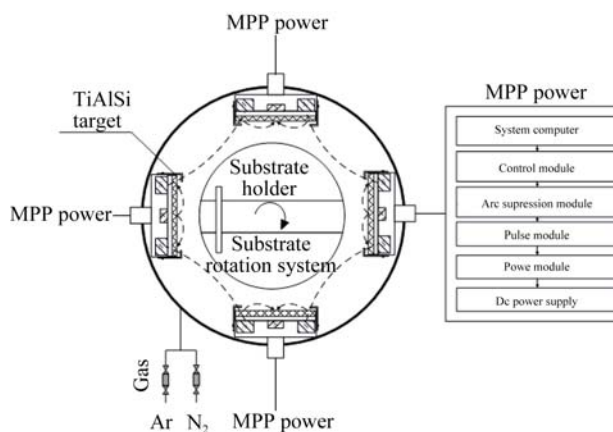 MPP power
TiAlSi
target
MPP power
Substrate
holder
Substrate
rotation system
MPP power
System computer
Control module
Arc supression module
Pulse module
Powe module
Dc power supply
Gas
Ar
N₂
MPP power